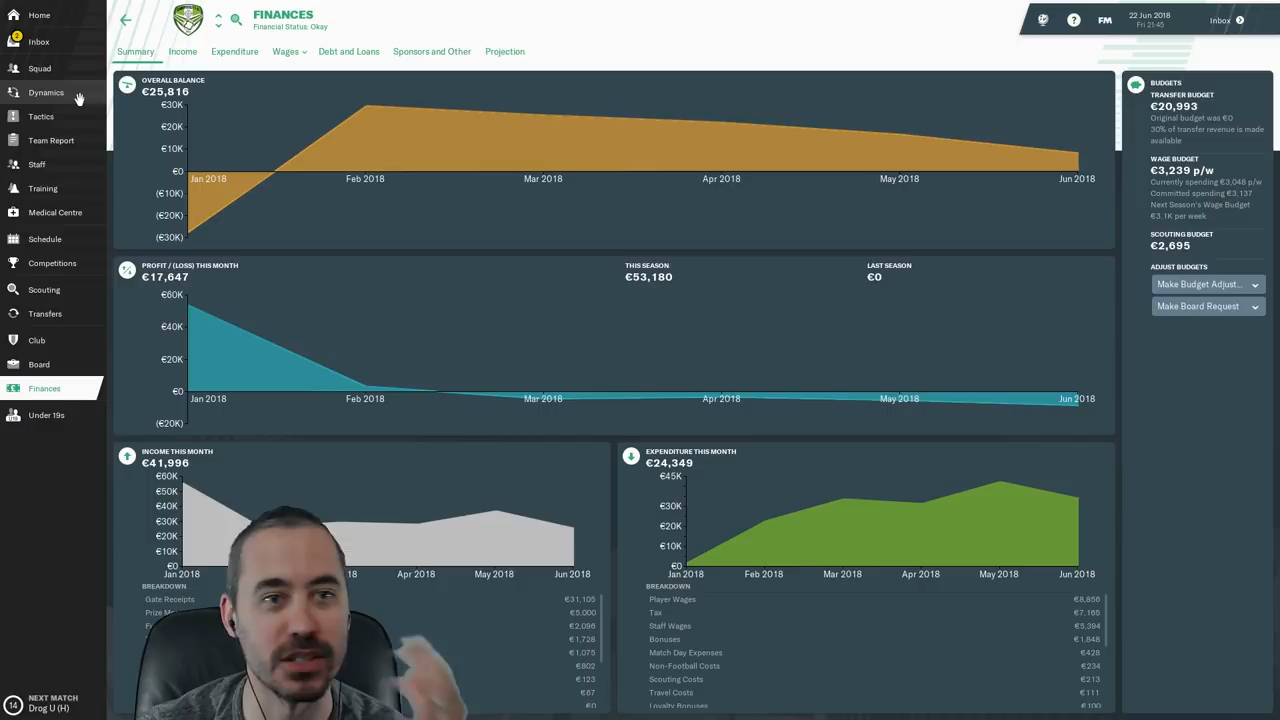 Home
2
Inbox
Squad
Dynamics
Tactics
Team Report
Staff
Training
Medical Centre
Schedule
Competitions
Scouting
Transfers
Club
Board
Finances
Under 19s
14
NEXT MATCH
Drog U (H)
FINANCES
Financial Status: Okay
?
FM
22 Jun 2018
Fri 21:45
Inbox
Summary
Income
Expenditure
Wages
Debt and Loans
Sponsors and Other
Projection
OVERALL BALANCE
€25,816
€30K
€20K
€10K
€0
(€10K)
(€20K)
(€30K)
Jan 2018
Feb 2018
Mar 2018
Apr 2018
May 2018
Jun 2018
PROFIT / (LOSS) THIS MONTH
€17,647
THIS SEASON
€53,180
LAST SEASON
€0
€60K
€40K
€20K
€0
(€20K)
Jan 2018
Feb 2018
Mar 2018
Apr 2018
May 2018
Jun 2018
INCOME THIS MONTH
€41,996
€60K
€50K
€40K
€30K
€20K
€10K
€0
Jan 2018
Apr 2018
May 2018
Jun 2018
BREAKDOWN
Gate Receipts €31,105
€5,000
€2,096
€1,728
€1,075
€802
€123
€67
€0
EXPENDITURE THIS MONTH
€24,349
€45K
€30K
€20K
€10K
€0
Jan 2018
Feb 2018
Mar 2018
Apr 2018
May 2018
Jun 2018
BREAKDOWN
Player Wages €8,856
Tax €7,165
Staff Wages €5,394
Bonuses €1,848
Match Day Expenses €428
Non-Football Costs €234
Scouting Costs €213
Travel Costs €111
Loyalty Bonuses €100
BUDGETS
TRANSFER BUDGET
€20,993
Original budget was €0
30% of transfer revenue is made
available
WAGE BUDGET
€3,239 p/w
Currently spending €3,046 p/w
Committed spending €3,137
Next Season's Wage Budget
€3.1K per week
SCOUTING BUDGET
€2,695
ADJUST BUDGETS
Make Budget Adjust...
Make Board Request